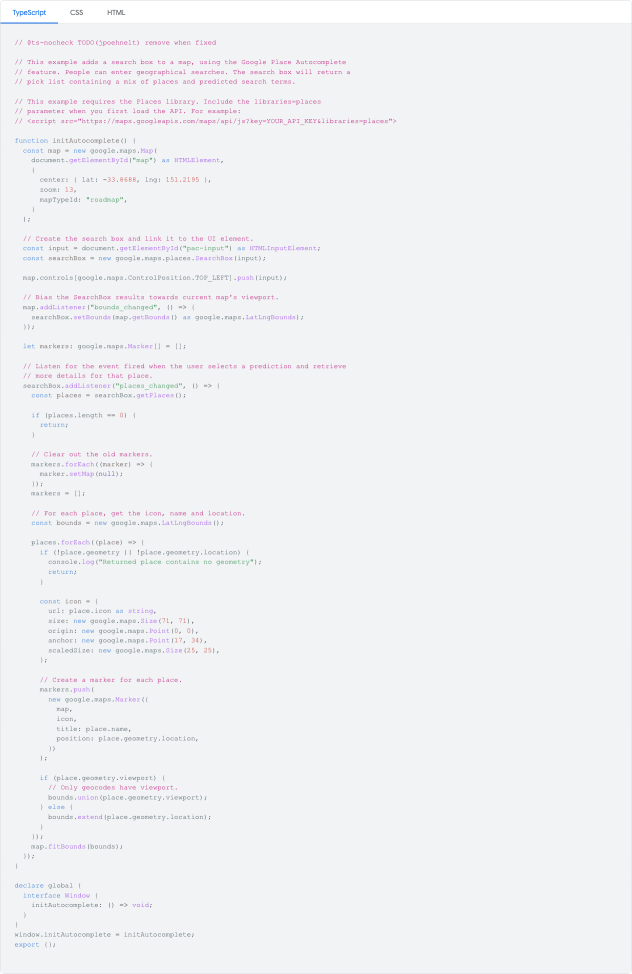 TypeScript CSS HTML
// @ts-nocheck TODO(jpoehnelt) remove when fixed
// This example adds a search box to a map, using the Google Place Autocomplete
// feature. People can enter geographical searches. The search box will return a
// pick list containing a mix of places and predicted search terms.
// This example requires the Places library. Include the libraries=places
// parameter when you first load the API. For example:
// <script src="https://maps.googleapis.com/maps/api/js?key=YOUR_API_KEY&libraries=places">
function initAutocomplete() {
const map = new google.maps.Map(
document.getElementById("map") as HTMLElement,
{
center: { lat: -33.8688, lng: 151.2195 },
zoom: 13,
mapTypeId: "roadmap",
}
);
// Create the search box and link it to the UI element.
const input = document.getElementById("pac-input") as HTMLInputElement;
const searchBox = new google.maps.places.SearchBox(input);
map.controls[google.maps.ControlPosition.TOP_LEFT].push(input);
// Bias the SearchBox results towards current map's viewport.
map.addListener("bounds_changed", () => {
searchBox.setBounds(map.getBounds() as google.maps.LatLngBounds);
});
let markers: google.maps.Marker[] = [];
// Listen for the event fired when the user selects a prediction and retrieve
// more details for that place.
searchBox.addListener("places_changed", () => {
const places = searchBox.getPlaces();
if (places.length == 0) {
return;
}
// Clear out the old markers.
markers.forEach((marker) => {
marker.setMap(null);
});
markers = [];
// For each place, get the icon, name and location.
const bounds = new google.maps.LatLngBounds();
places.forEach((place) => {
if (!place.geometry || !place.geometry.location) {
console.log("Returned place contains no geometry");
return;
}
const icon = {
url: place.icon as string,
size: new google.maps.Size(71, 71),
origin: new google.maps.Point(0, 0),
anchor: new google.maps.Point(17, 34),
scaledSize: new google.maps.Size(25, 25),
};
// Create a marker for each place.
markers.push(
new google.maps.Marker({
map,
icon,
title: place.name,
position: place.geometry.location,
})
);
if (place.geometry.viewport) {
// Only geocodes have viewport.
bounds.union(place.geometry.viewport);
} else {
bounds.extend(place.geometry.location);
}
});
map.fitBounds(bounds);
});
}
declare global {
interface Window {
initAutocomplete: () => void;
}
}
window.initAutocomplete = initAutocomplete;
export {};